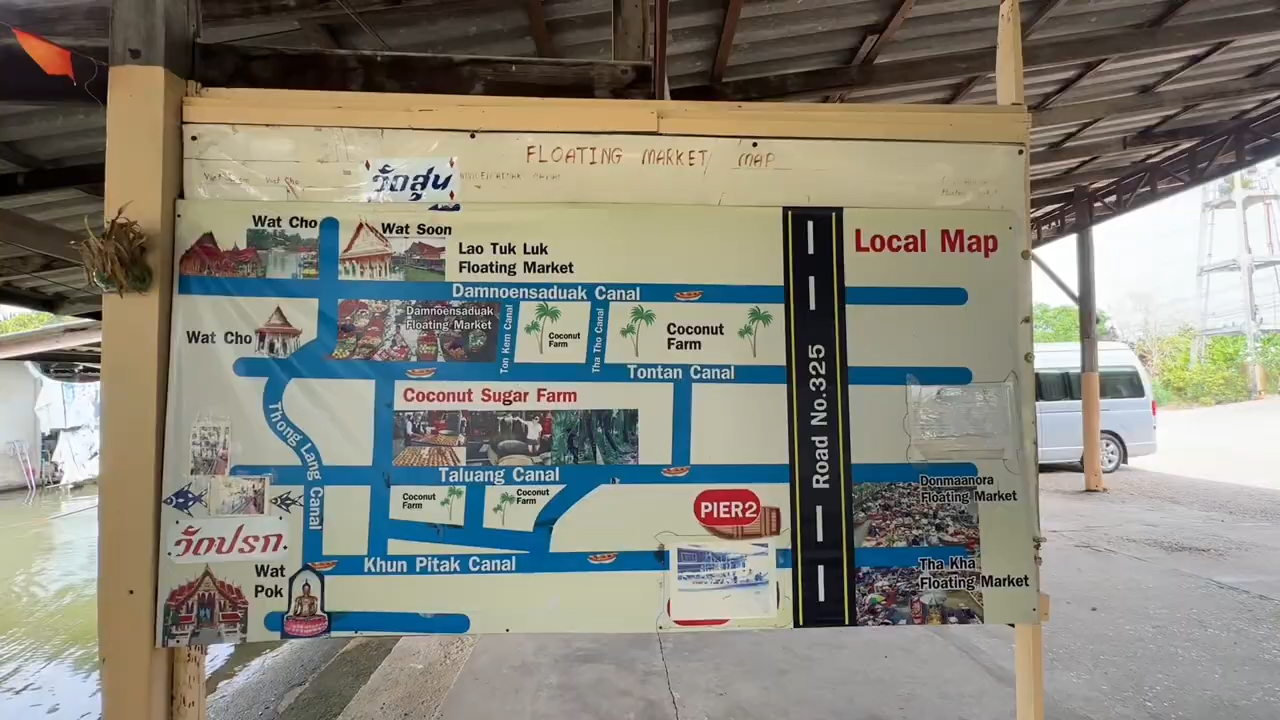 FLOATING MARKET MAP
วัดสูน
Wat Cho
Wat Soon
Lao Tuk Luk
Floating Market
Local Map
Damnoensaduak Canal
Damnoensaduak
Floating Market
Ton Kem Canal
Coconut
Farm
Tha Tho Canal
Coconut
Farm
Wat Cho
Tontan Canal
Road No.325
Coconut Sugar Farm
Thong Lang Canal
Taluang Canal
Coconut
Farm
Coconut
Farm
PIER2
Donmaanora
Floating Market
วัดปรก
Wat
Pok
Khun Pitak Canal
Tha Kha
Floating Market